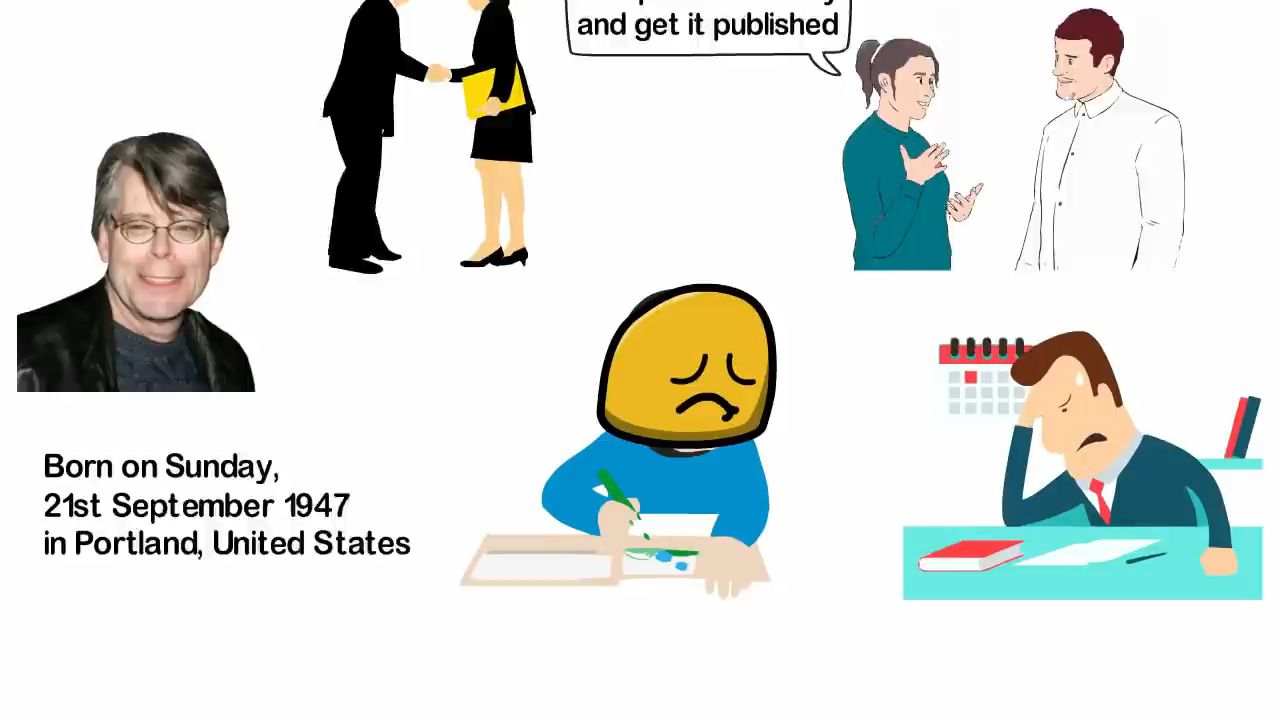 and get it published
Born on Sunday,
21st September 1947
in Portland, United States